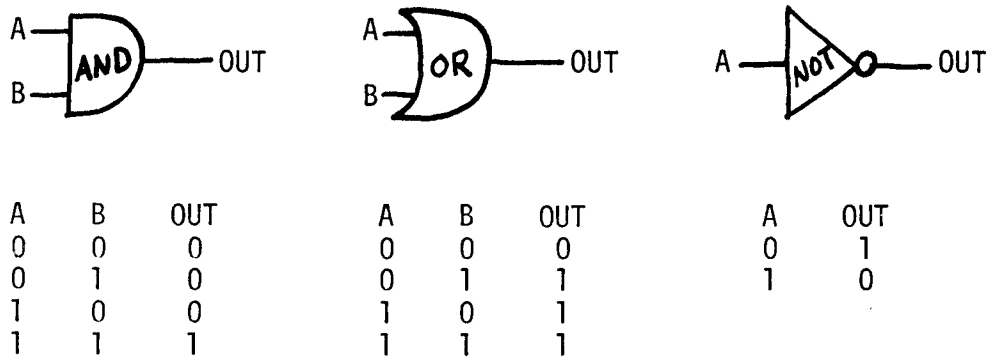 A AND OUT
B
A OR OUT
B
A NOT OUT
A B OUT
0 0 0
0 1 0
1 0 0
1 1 1
A B OUT
0 0 0
0 1 1
1 0 1
1 1 1
A OUT
0 1
1 0